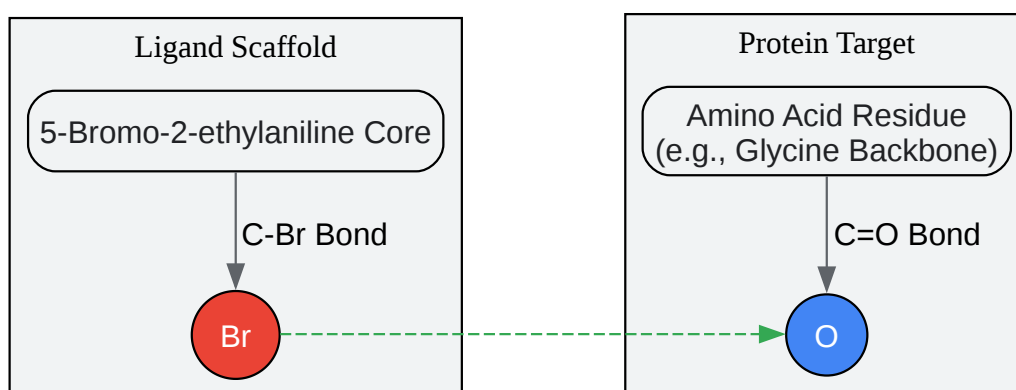 Ligand Scaffold
5-Bromo-2-ethylaniline Core
C-Br Bond
Br
Protein Target
Amino Acid Residue
(e.g., Glycine Backbone)
C=O Bond
O